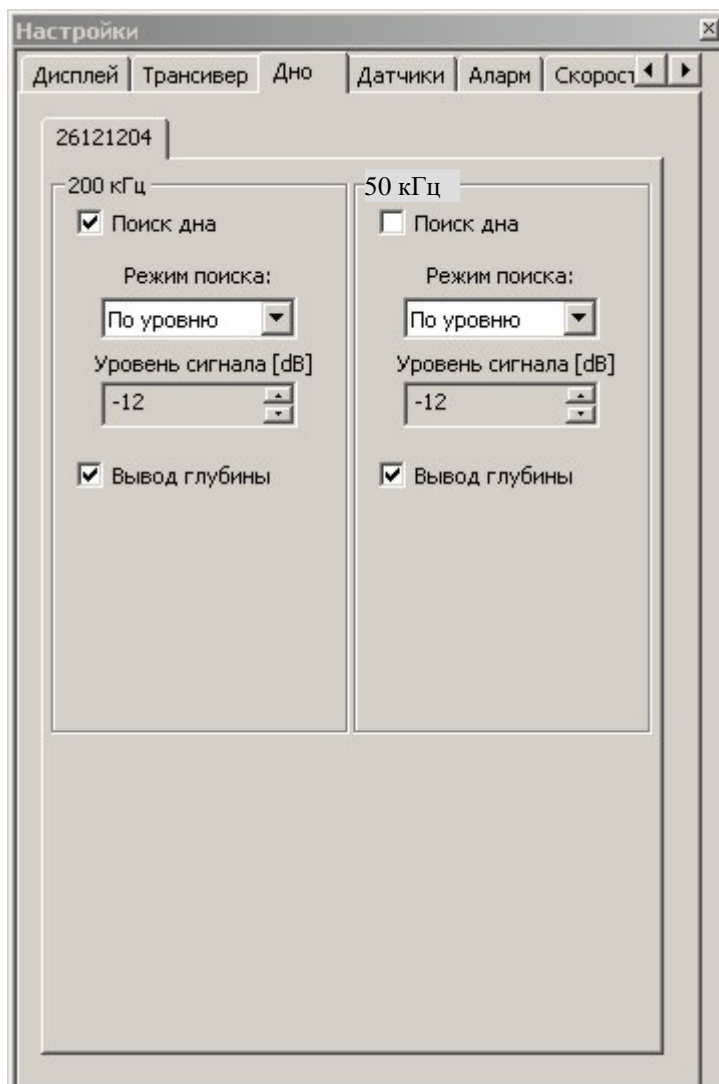 Настройки
Дисплей Трансивер Дно Датчики Аларм Скорост
26121204
200 кГц 50 кГц
Поиск дна Поиск дна
Режим поиска: Режим поиска:
По уровню По уровню
Уровень сигнала [dB] Уровень сигнала [dB]
-12 -12
Вывод глубины Вывод глубины